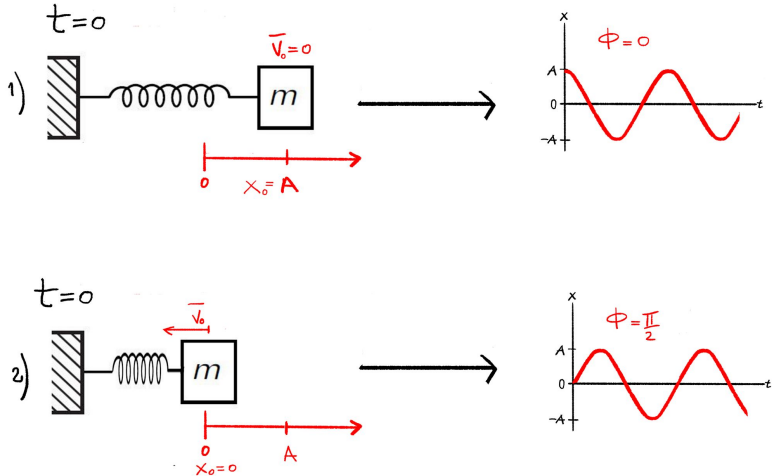 t=0
1)
v̅₀=0
m
0
x₀=A
x
Φ=0
A
0
-A
t
t=0
2)
v̅₀
m
0
A
x₀=0
x
Φ=π/2
A
0
-A
t